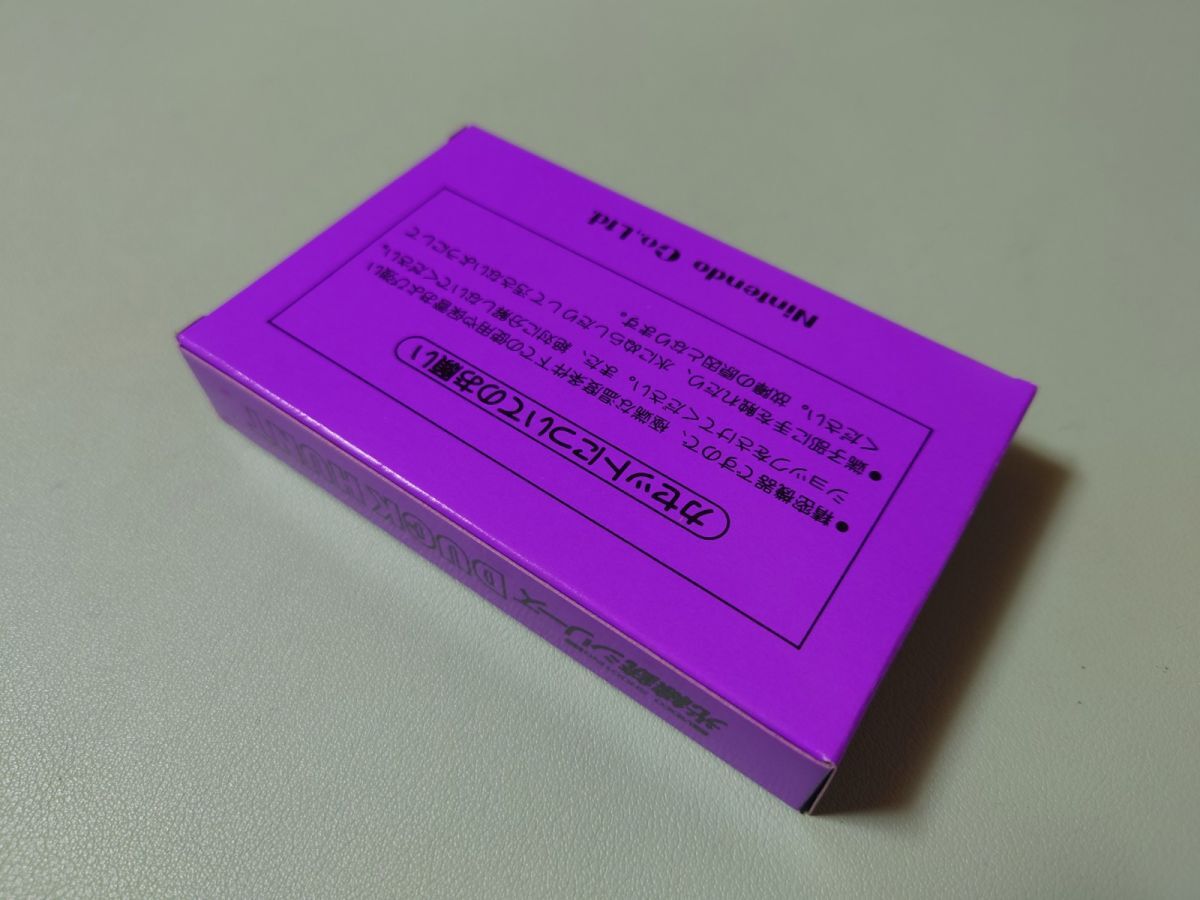 カセットについてのお願い
●精密機器ですので、極端な温度条件下での使用や保管および強い
ショックをさけてください。また、絶対に分解しないでください。
●端子部に手を触れたり、水にぬらしたりして汚さないようにして
ください。故障の原因となります。
Nintendo Co.,Ltd.
光線銃シリーズ DUCK HUNT